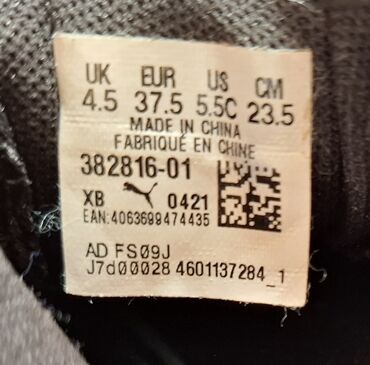 UK EUR US CM
4.5 37.5 5.5C 23.5
MADE IN CHINA
FABRIQUÉ EN CHINE
382816-01
XB 0421
EAN:4063699474435
AD FS09J
J7d00028 4601137284_1